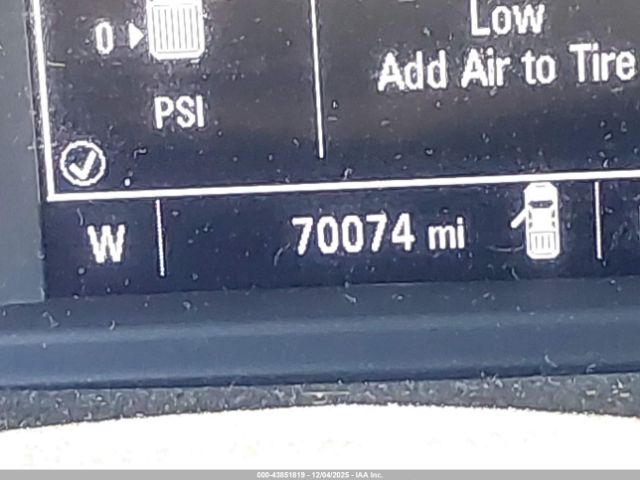 Low
0
Add Air to Tire
PSI
W 70074 mi
000-43851819 - 12/04/2025 - IAA Inc.